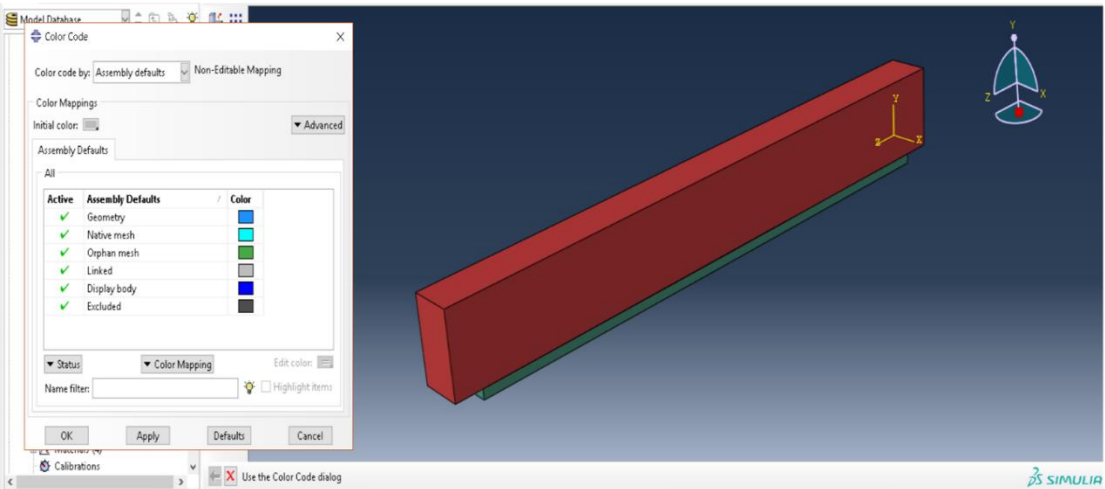 Model Database
Color Code
Color code by: Assembly defaults Non-Editable Mapping
Color Mappings
Initial color: Advanced
Assembly Defaults
All
Active Assembly Defaults / Color
Geometry
Native mesh
Orphan mesh
Linked
Display body
Excluded
Status Color Mapping Edit color:
Name filter: Highlight items
OK Apply Defaults Cancel
Materials (4)
Calibrations
Use the Color Code dialog
Y
Z X
Y
Z X
SIMULIA